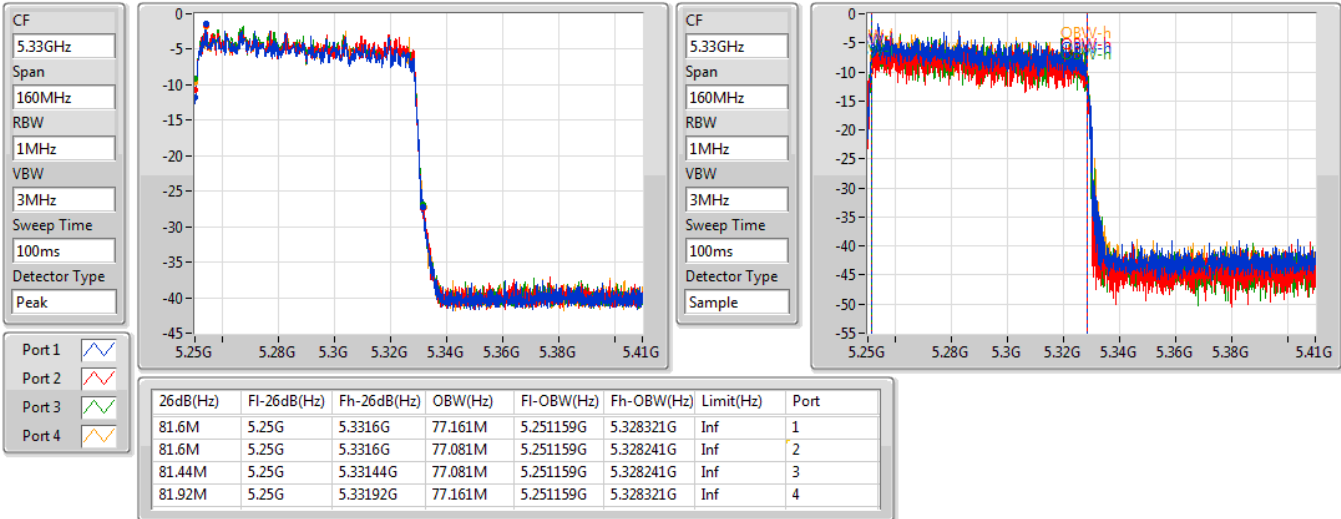 CF
5.33GHz
Span
160MHz
RBW
1MHz
VBW
3MHz
Sweep Time
100ms
Detector Type
Peak
0
-5
-10
-15
-20
-25
-30
-35
-40
-45
5.25G 5.28G 5.3G 5.32G 5.34G 5.36G 5.38G 5.41G
CF
5.33GHz
Span
160MHz
RBW
1MHz
VBW
3MHz
Sweep Time
100ms
Detector Type
Sample
0
-5
-10
-15
-20
-25
-30
-35
-40
-45
-50
-55
OBW-h
5.25G 5.28G 5.3G 5.32G 5.34G 5.36G 5.38G 5.41G
Port 1
Port 2
Port 3
Port 4
26dB(Hz) Fl-26dB(Hz) Fh-26dB(Hz) OBW(Hz) Fl-OBW(Hz) Fh-OBW(Hz) Limit(Hz) Port
81.6M 5.25G 5.3316G 77.161M 5.251159G 5.328321G Inf 1
81.6M 5.25G 5.3316G 77.081M 5.251159G 5.328241G Inf 2
81.44M 5.25G 5.33144G 77.081M 5.251159G 5.328241G Inf 3
81.92M 5.25G 5.33192G 77.161M 5.251159G 5.328321G Inf 4